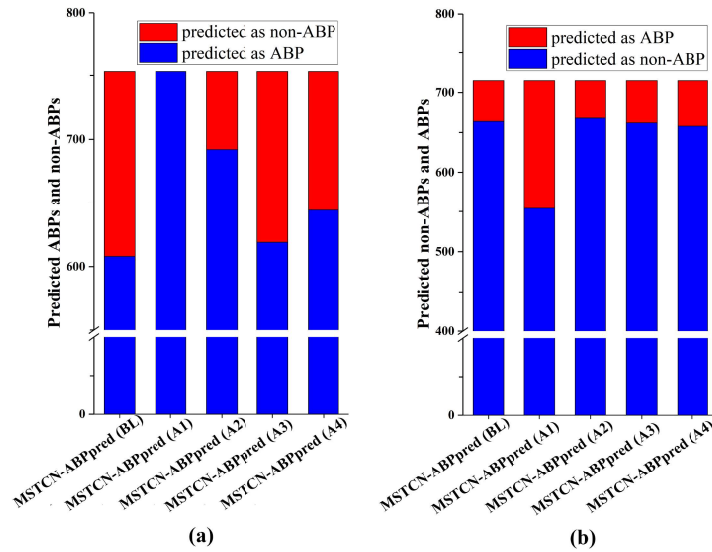 800
700
600
0
Predicted ABPs and non-ABPs
predicted as non-ABP
predicted as ABP
MSTCN-ABPpred (BL)
MSTCN-ABPpred (A1)
MSTCN-ABPpred (A2)
MSTCN-ABPpred (A3)
MSTCN-ABPpred (A4)
(a)
800
700
600
500
400
0
Predicted non-ABPs and ABPs
predicted as ABP
predicted as non-ABP
MSTCN-ABPpred (BL)
MSTCN-ABPpred (A1)
MSTCN-ABPpred (A2)
MSTCN-ABPpred (A3)
MSTCN-ABPpred (A4)
(b)